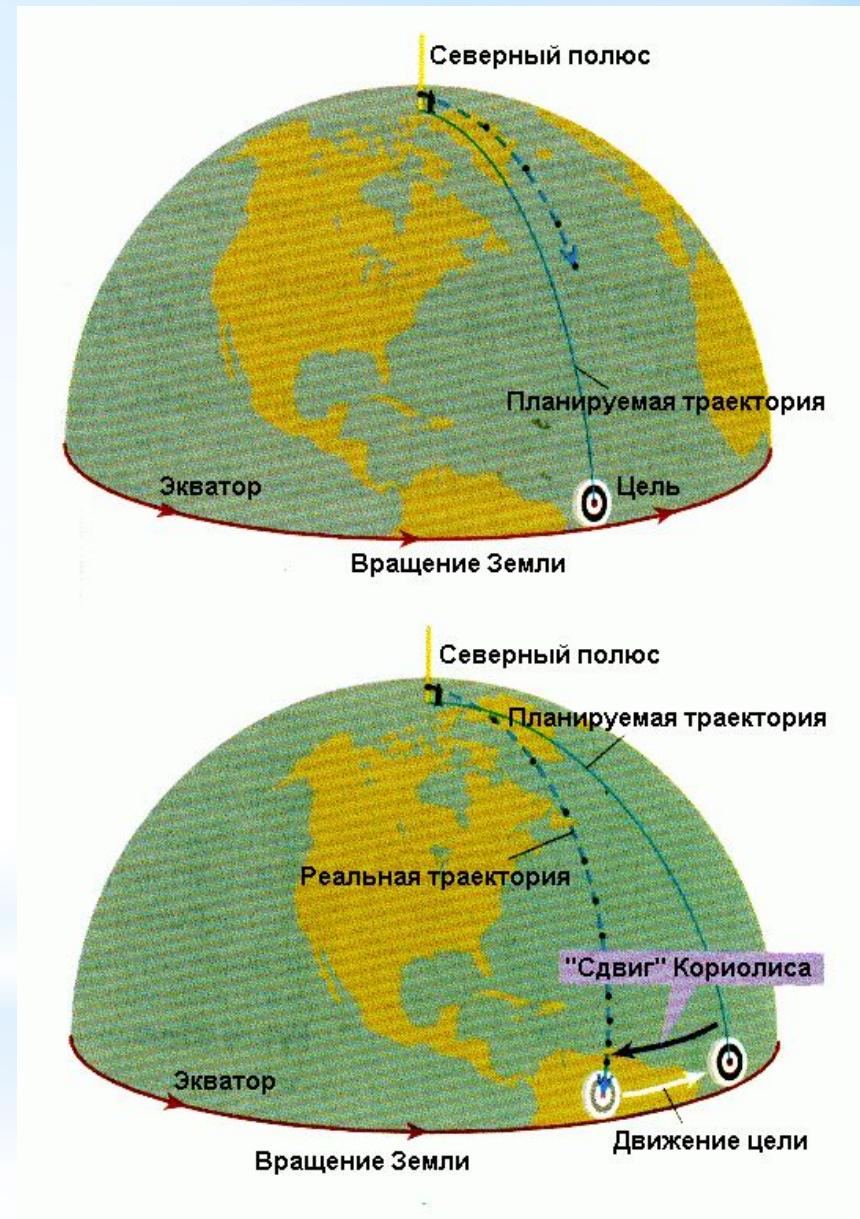 Северный полюс
Планируемая траектория
Экватор
Цель
Вращение Земли
Северный полюс
Планируемая траектория
Реальная траектория
"Сдвиг" Кориолиса
Экватор
Движение цели
Вращение Земли